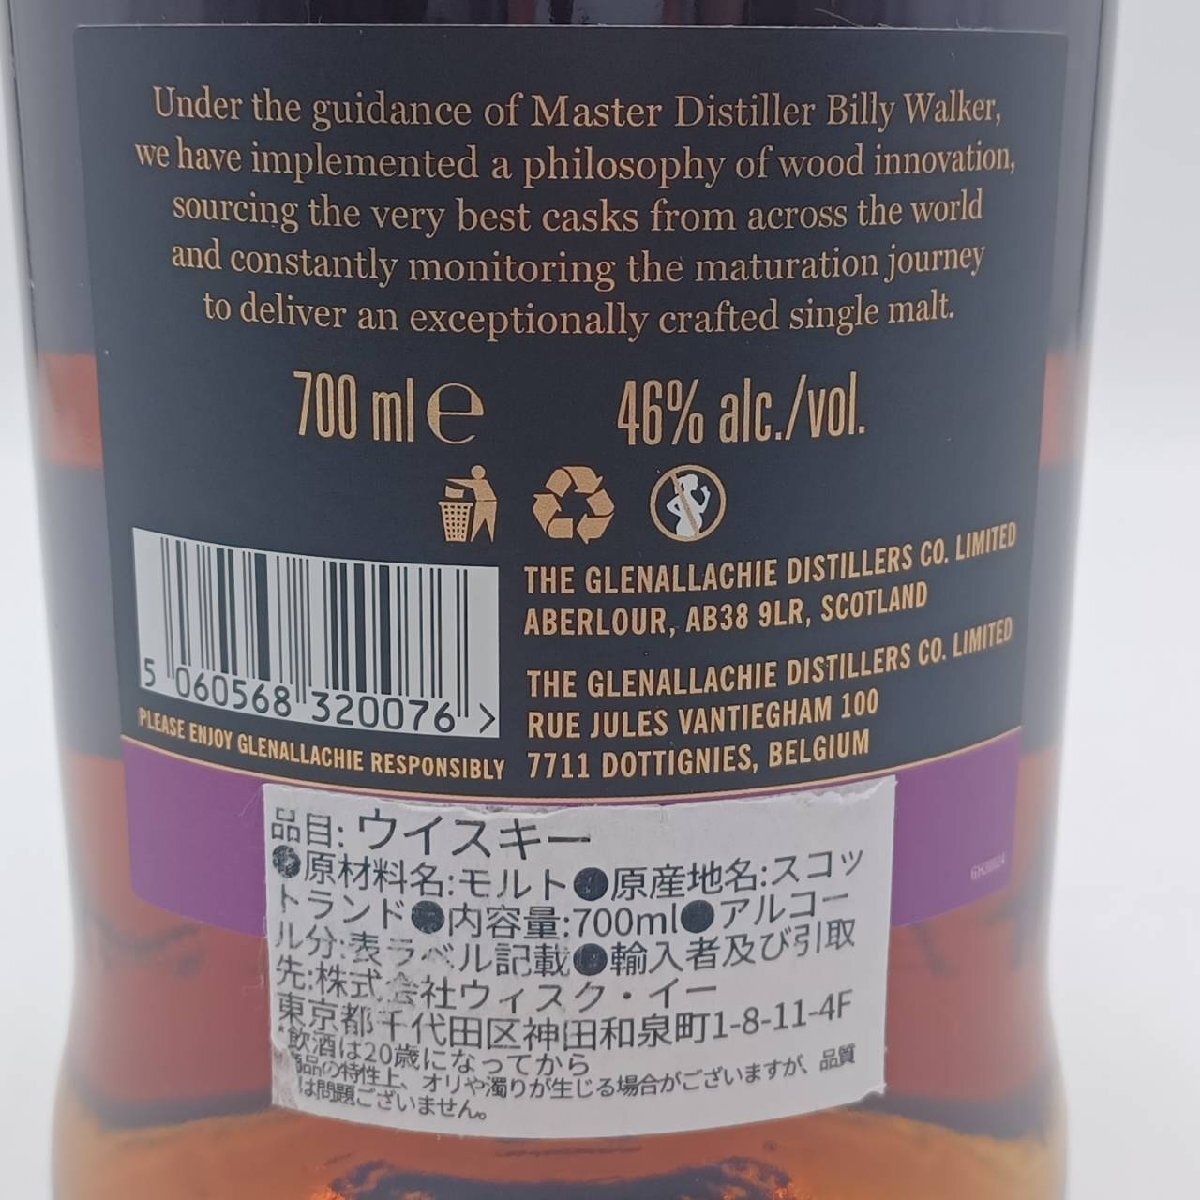 Under the guidance of Master Distiller Billy Walker,
we have implemented a philosophy of wood innovation,
sourcing the very best casks from across the world
and constantly monitoring the maturation journey
to deliver an exceptionally crafted single malt.
700 ml ℮ 46% alc./vol.
5 060568 320076 >
PLEASE ENJOY GLENALLACHIE RESPONSIBLY
THE GLENALLACHIE DISTILLERS CO. LIMITED
ABERLOUR, AB38 9LR, SCOTLAND
THE GLENALLACHIE DISTILLERS CO. LIMITED
RUE JULES VANTIEGHAM 100
7711 DOTTIGNIES, BELGIUM
品目: ウイスキー
●原材料名:モルト●原産地名:スコッ
トランド●内容量:700ml●アルコー
ル分:表ラベル記載●輸入者及び引取
先:株式会社ウィスク・イー
東京都千代田区神田和泉町1-8-11-4F
*飲酒は20歳になってから
商品の特性上、オリや濁りが生じる場合がございますが、品質
は問題ございません。